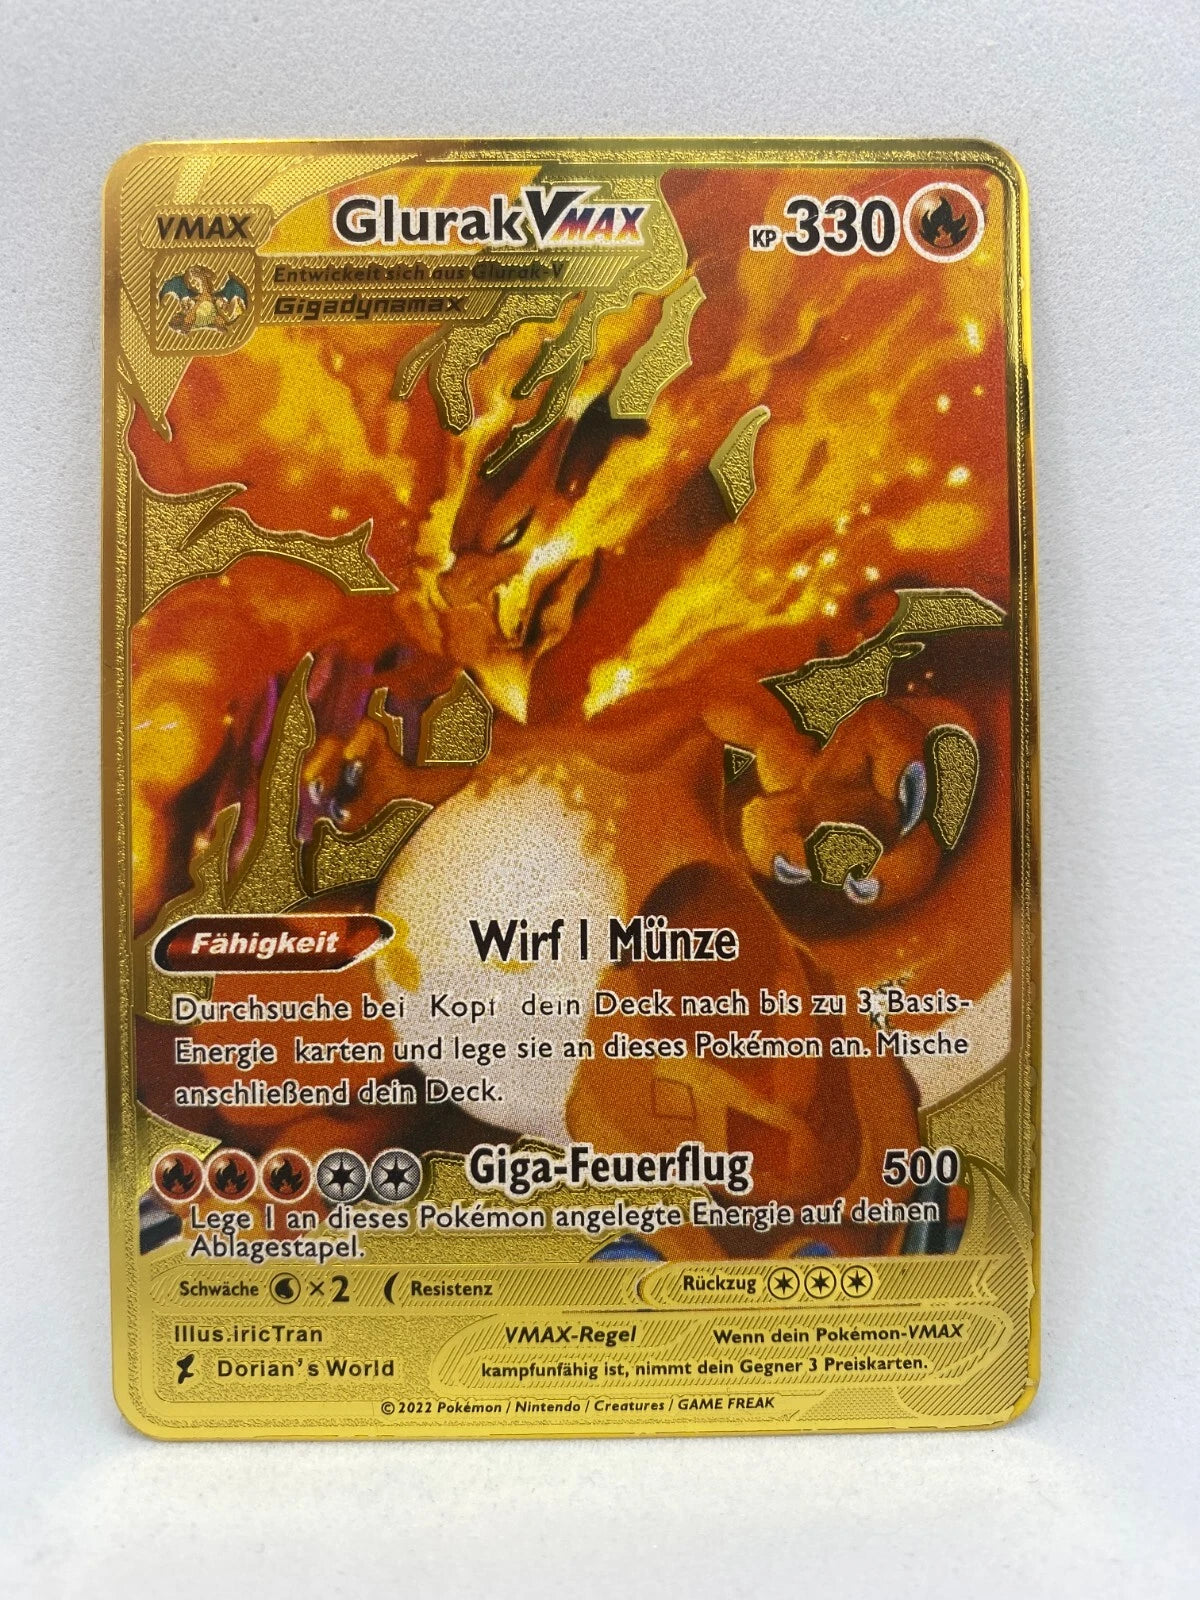 VMAX
Glurak VMAX
KP 330
Entwickelt sich aus Glurak-V
Gigadynamax
Fähigkeit
Wirf 1 Münze
Durchsuche bei Kopf dein Deck nach bis zu 3 Basis-
Energie karten und lege sie an dieses Pokémon an. Mische
anschließend dein Deck.
Giga-Feuerflug 500
Lege 1 an dieses Pokémon angelegte Energie auf deinen
Ablagestapel.
Schwäche ×2 Resistenz Rückzug
Illus.iricTran
Dorian's World
VMAX-Regel Wenn dein Pokémon-VMAX
kampfunfähig ist, nimmt dein Gegner 3 Preiskarten.
©2022 Pokémon / Nintendo / Creatures / GAME FREAK